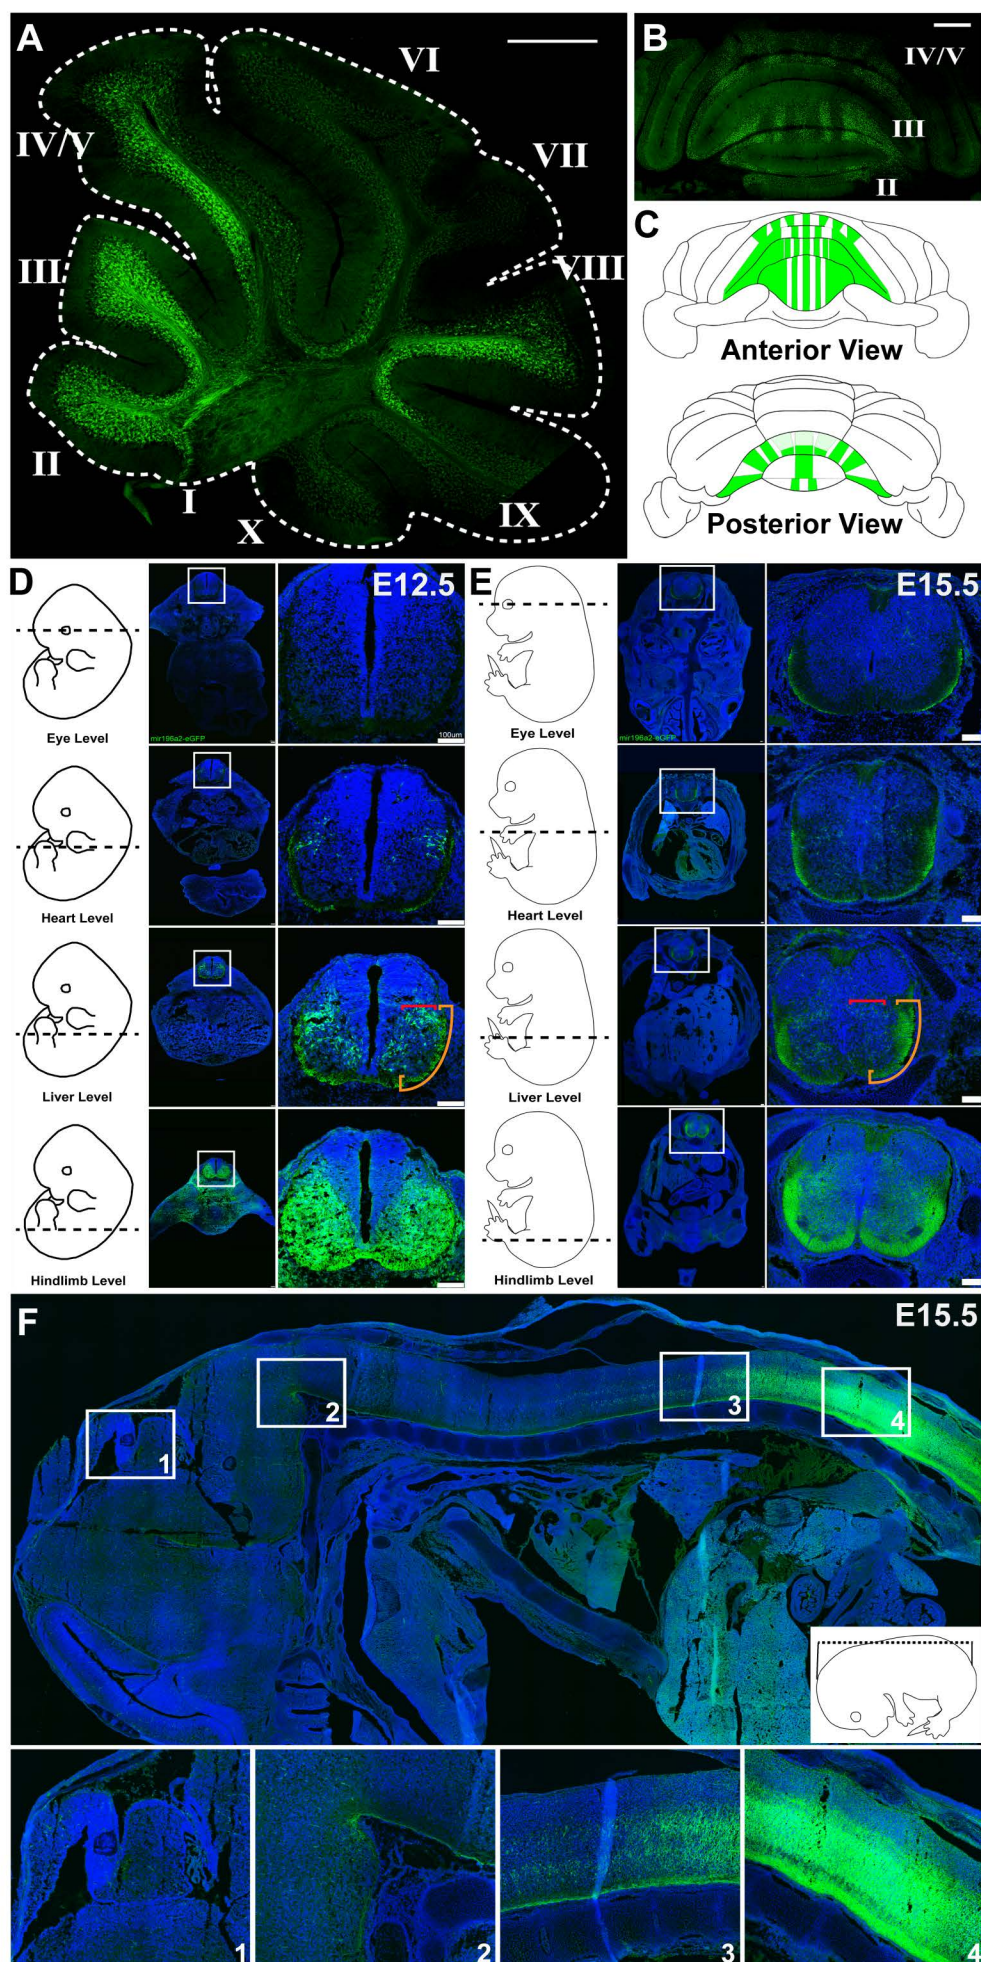 A
VI
IV/V
VII
III
VIII
II
I
X
IX
B
IV/V
III
II
C
Anterior View
Posterior View
D
E12.5
Eye Level
mir196a2-eGFP
100um
Heart Level
Liver Level
Hindlimb Level
E
E15.5
Eye Level
mir196a2-eGFP
Heart Level
Liver Level
Hindlimb Level
F
E15.5
1
2
3
4
1
2
3
4